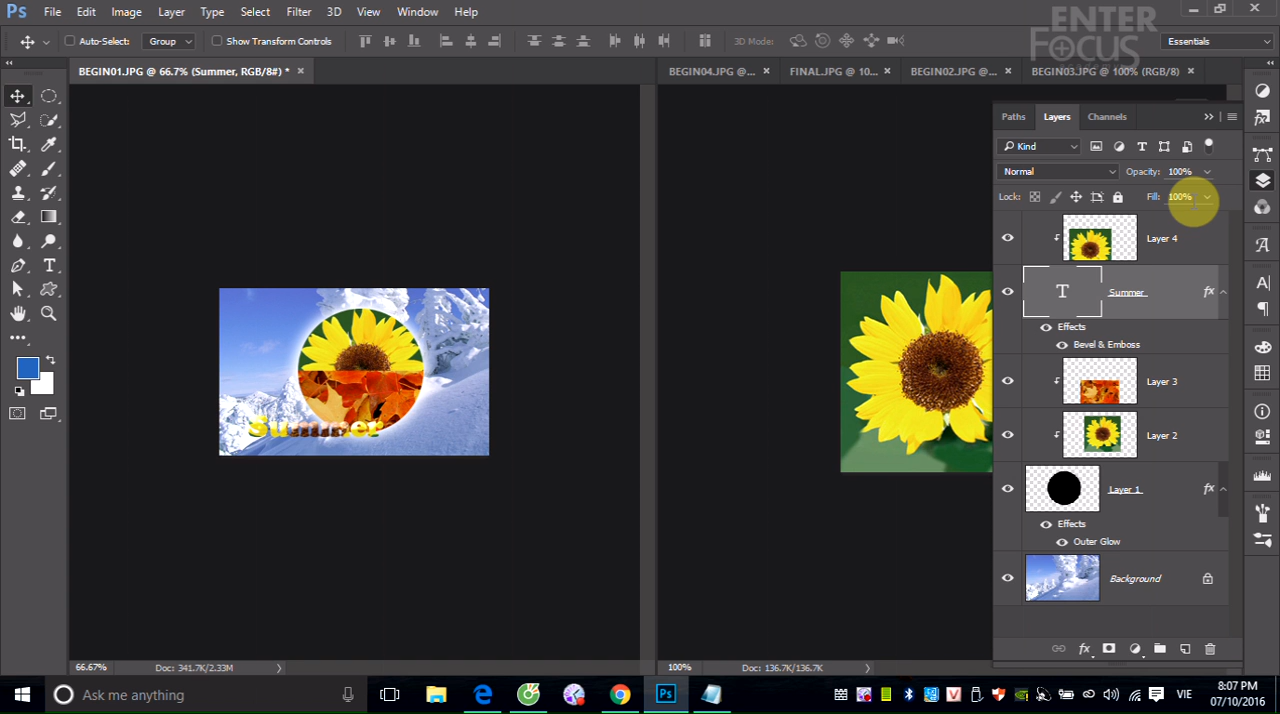 Ps File Edit Image Layer Type Select Filter 3D View Window Help
ENTER
Focus
Auto-Select: Group Show Transform Controls 3D Mode: Essentials
BEGIN01.JPG @ 66.7% (Summer, RGB/8#) * × BEGIN04.JPG @ ... × FINAL.JPG @ 10... × BEGIN02.JPG @ ... × BEGIN03.JPG @ 100% (RGB/8) ×
Paths Layers Channels
Kind
Normal Opacity: 100%
Lock: Fill: 100%
Layer 4
T Summer fx
Effects
Bevel & Emboss
Layer 3
Layer 2
Layer 1 fx
Effects
Outer Glow
Background
Summer
66.67% Doc: 341.7K/2.33M 100% Doc: 136.7K/136.7K
Ask me anything VIE 8:07 PM
07/10/2016